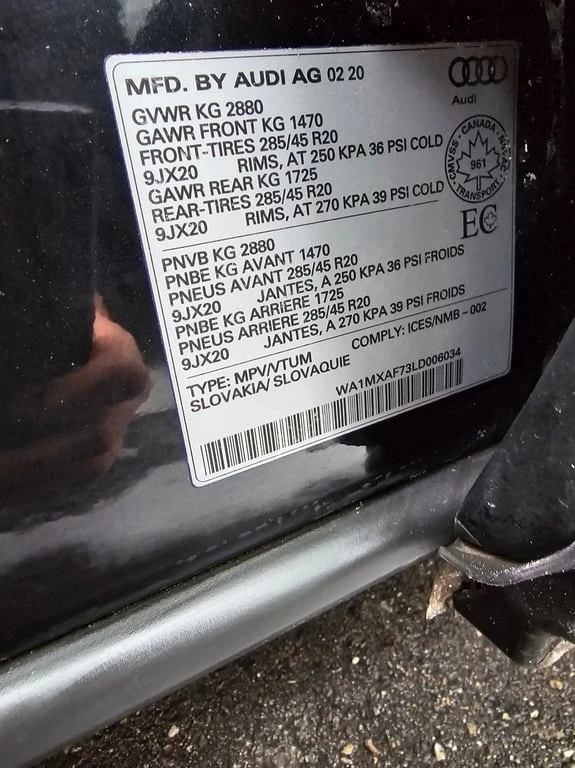 MFD. BY AUDI AG 02 20
Audi
GVWR KG 2880
GAWR FRONT KG 1470
FRONT-TIRES 285/45 R20
9JX20 RIMS, AT 250 KPA 36 PSI COLD
GAWR REAR KG 1725
REAR-TIRES 285/45 R20
9JX20 RIMS, AT 270 KPA 39 PSI COLD
CMVSS · CANADA · NSVAC · TRANSPORT ·
961
EC
PNVB KG 2880
PNBE KG AVANT 1470
PNEUS AVANT 285/45 R20
9JX20 JANTES, A 250 KPA 36 PSI FROIDS
PNBE KG ARRIERE 1725
PNEUS ARRIERE 285/45 R20
9JX20 JANTES, A 270 KPA 39 PSI FROIDS
TYPE: MPV/VTUM COMPLY: ICES/NMB - 002
SLOVAKIA/ SLOVAQUIE
WA1MXAF73LD006034